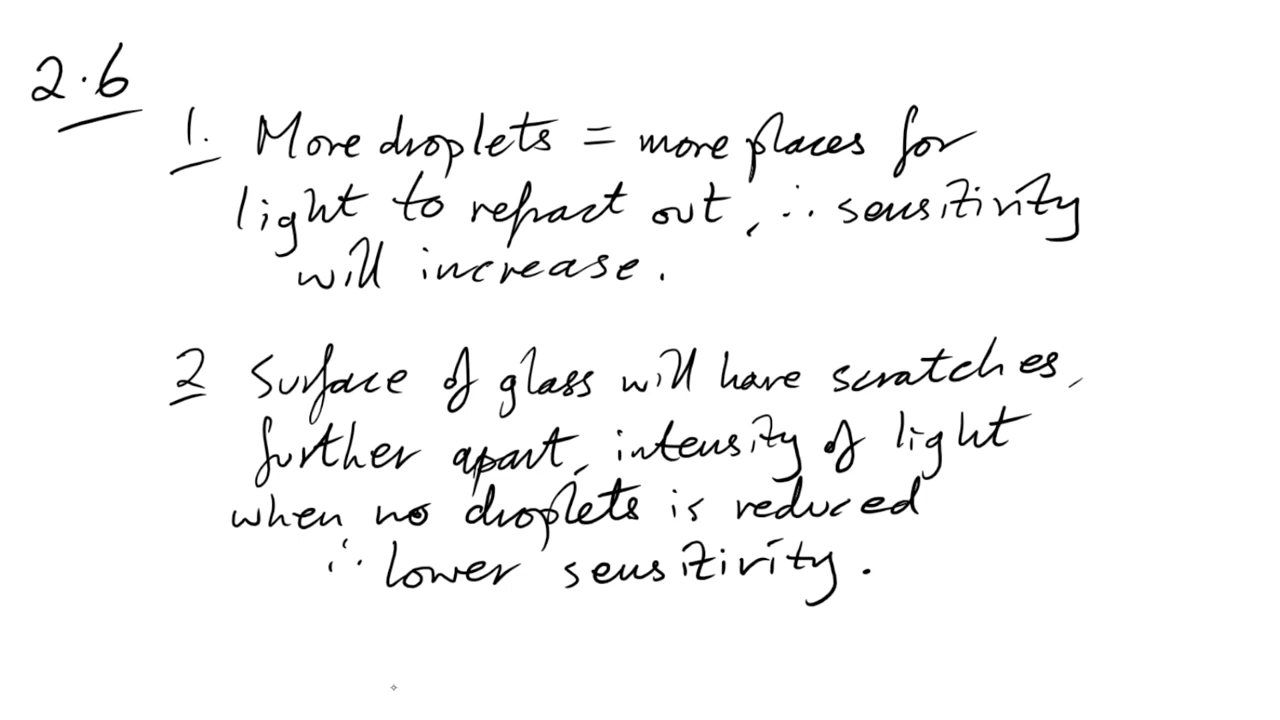 2.6
1. More droplets = more places for
light to refract out, ∴ sensitivity
will increase.
2 Surface of glass will have scratches,
further apart, intensity of light
when no droplets is reduced
∴ lower sensitivity.